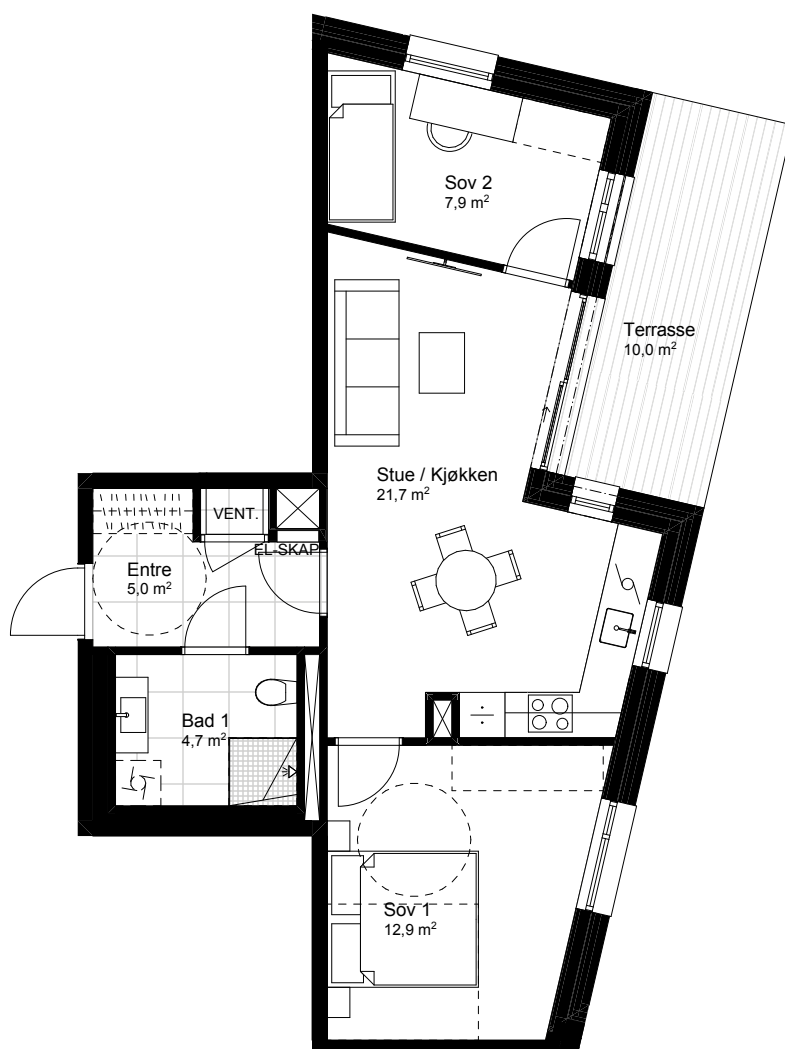 Sov 2
7,9 m²
Terrasse
10,0 m²
Stue / Kjøkken
21,7 m²
VENT.
EL-SKAP
Entre
5,0 m²
Bad 1
4,7 m²
Sov 1
12,9 m²